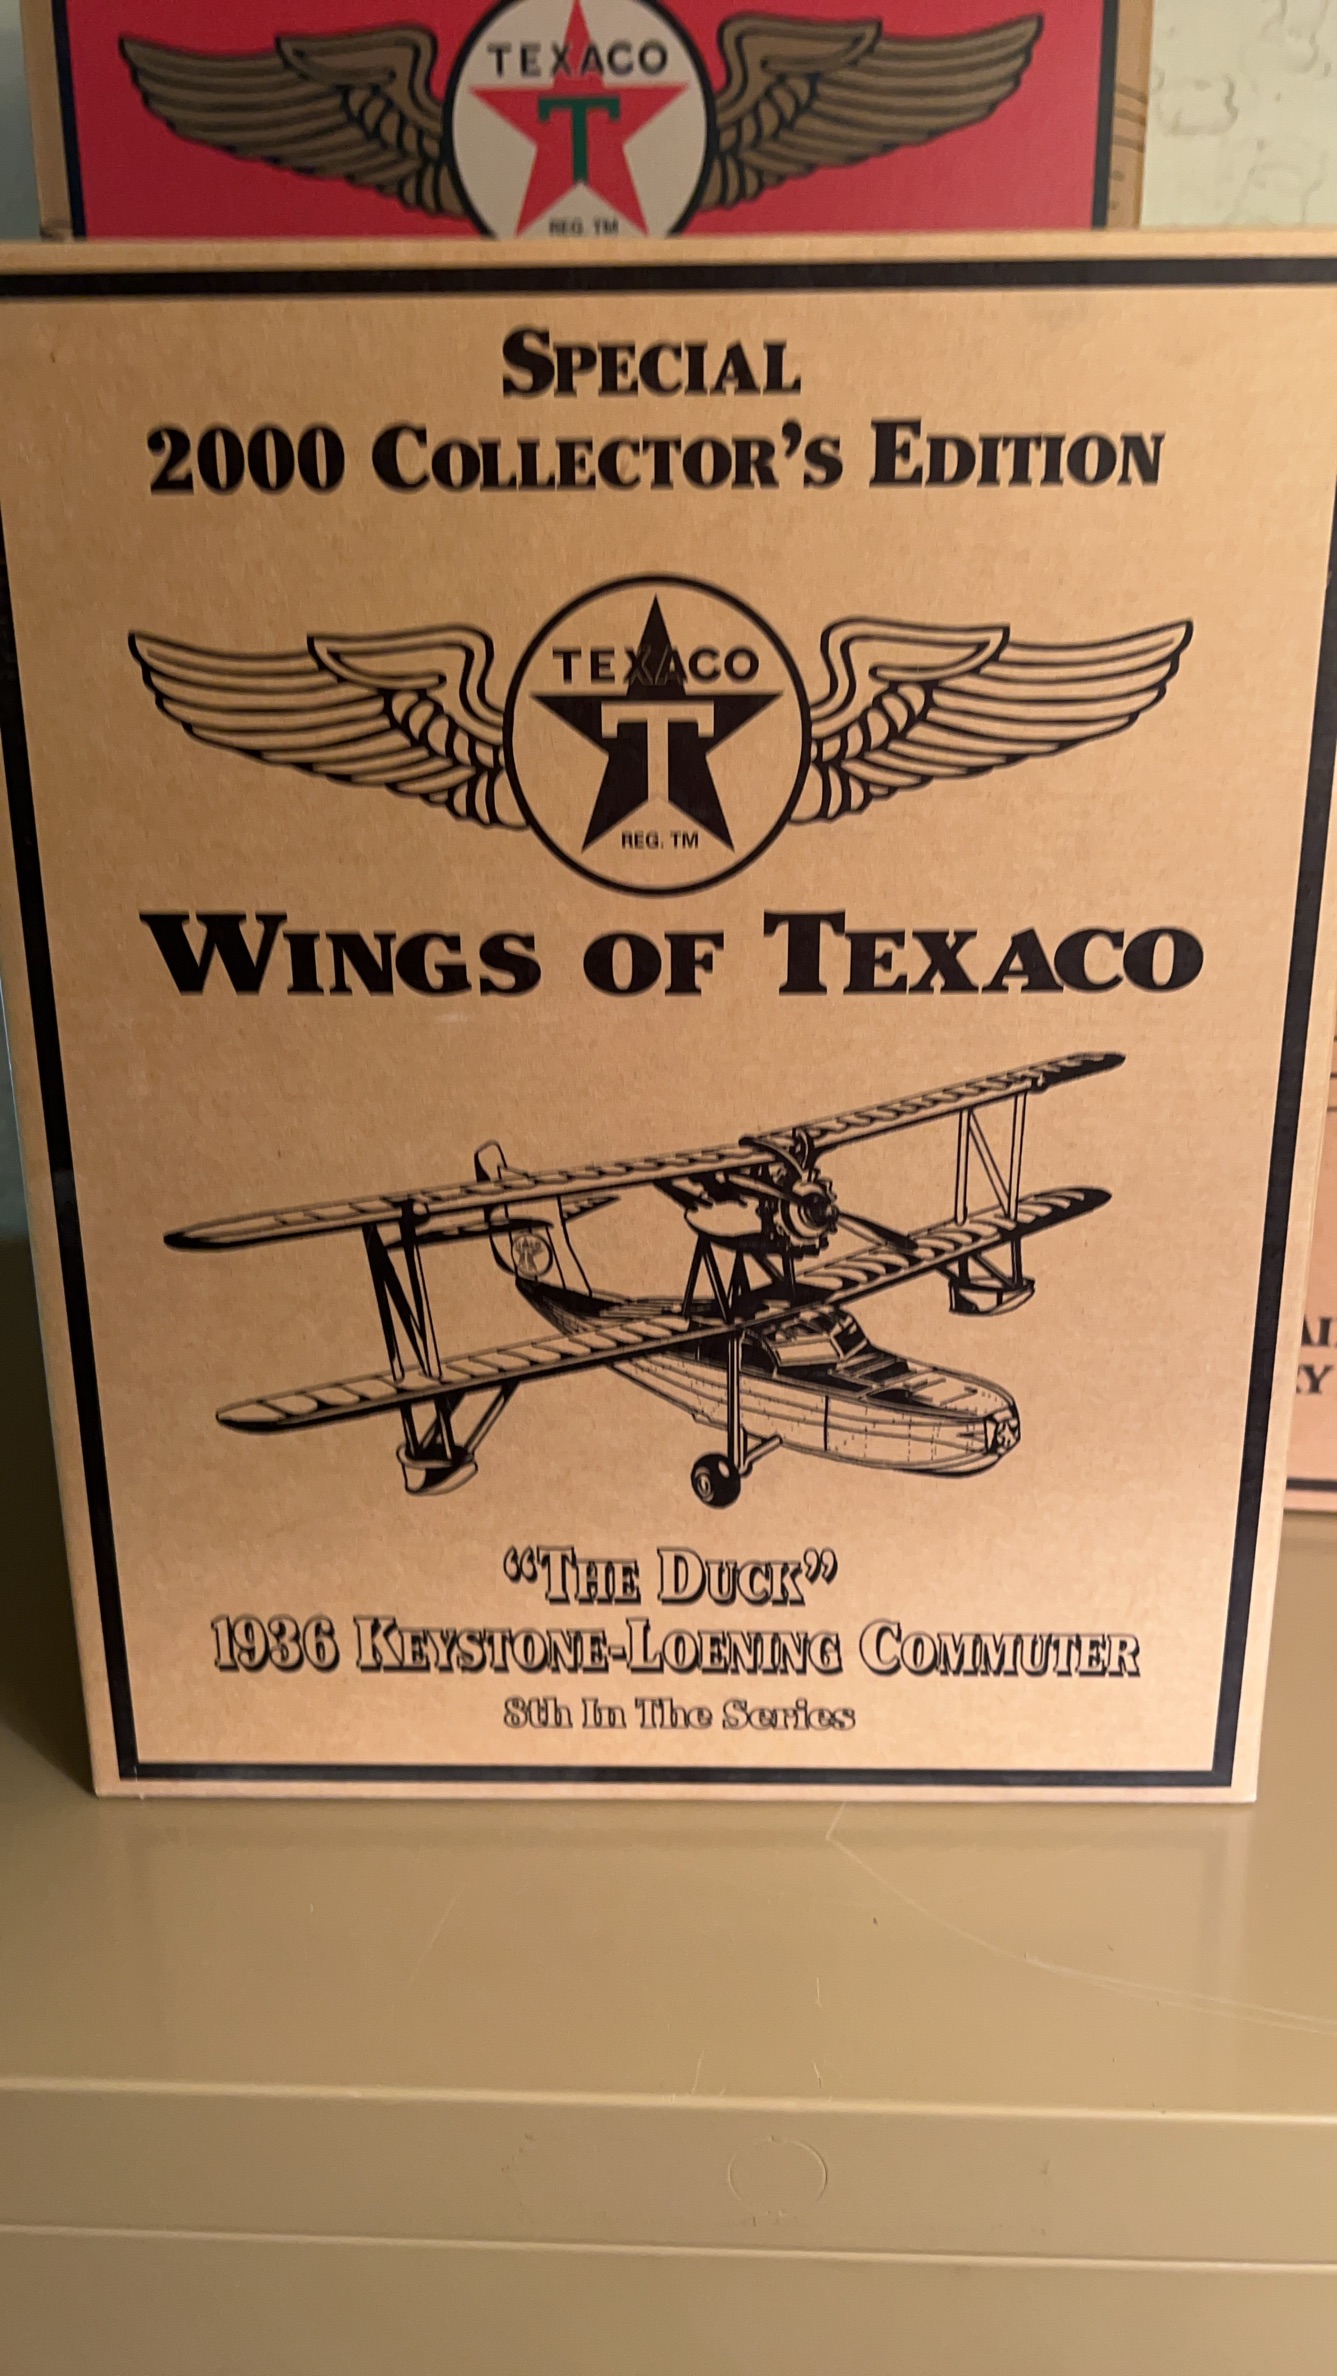 TEXACO
T
REG. TM
SPECIAL
2000 COLLECTOR'S EDITION
TEXACO
T
REG. TM
WINGS OF TEXACO
"THE DUCK"
1936 KEYSTONE-LOENING COMMUTER
8th In The Series